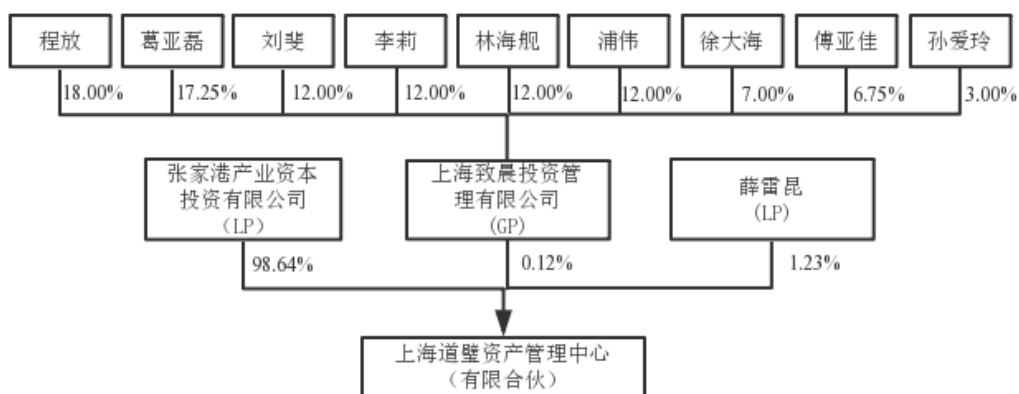 程放 葛亚磊 刘斐 李莉 林海舰 浦伟 徐大海 傅亚佳 孙爱玲
18.00% 17.25% 12.00% 12.00% 12.00% 12.00% 7.00% 6.75% 3.00%
张家港产业资本
投资有限公司
（LP）
上海致晨投资管
理有限公司
(GP)
薛雷昆
(LP)
98.64% 0.12% 1.23%
上海道璧资产管理中心
（有限合伙）